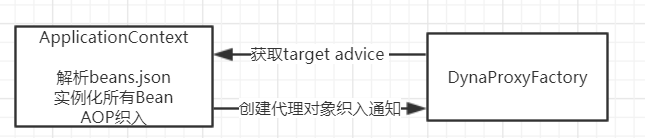 ApplicationContext
解析beans.json
实例化所有Bean
AOP织入
获取target advice
创建代理对象织入通知
DynaProxyFactory